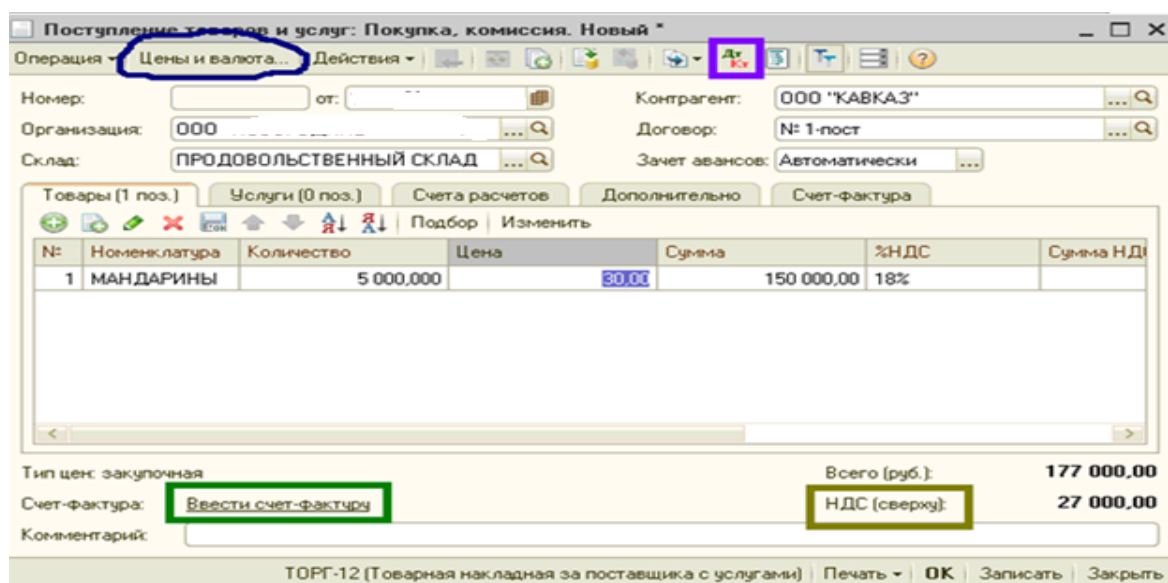 Поступление товаров и услуг: Покупка, комиссия. Новый *
Операция Цены и валюта... Действия Дт Кт
Номер: от: Контрагент: ООО "КАВКАЗ" ...
Организация: ООО ... Договор: № 1-пост ...
Склад: ПРОДОВОЛЬСТВЕННЫЙ СКЛАД ... Зачет авансов: Автоматически ...
Товары (1 поз.) Услуги (0 поз.) Счета расчетов Дополнительно Счет-фактура
Подбор Изменить
№ Номенклатура Количество Цена Сумма %НДС Сумма НДС
1 МАНДАРИНЫ 5 000,000 30,00 150 000,00 18%
Тип цен: закупочная Всего (руб.): 177 000,00
Счет-фактура: Ввести счет-фактуру НДС (сверху): 27 000,00
Комментарий:
ТОРГ-12 (Товарная накладная за поставщика с услугами) Печать OK Записать Закрыть